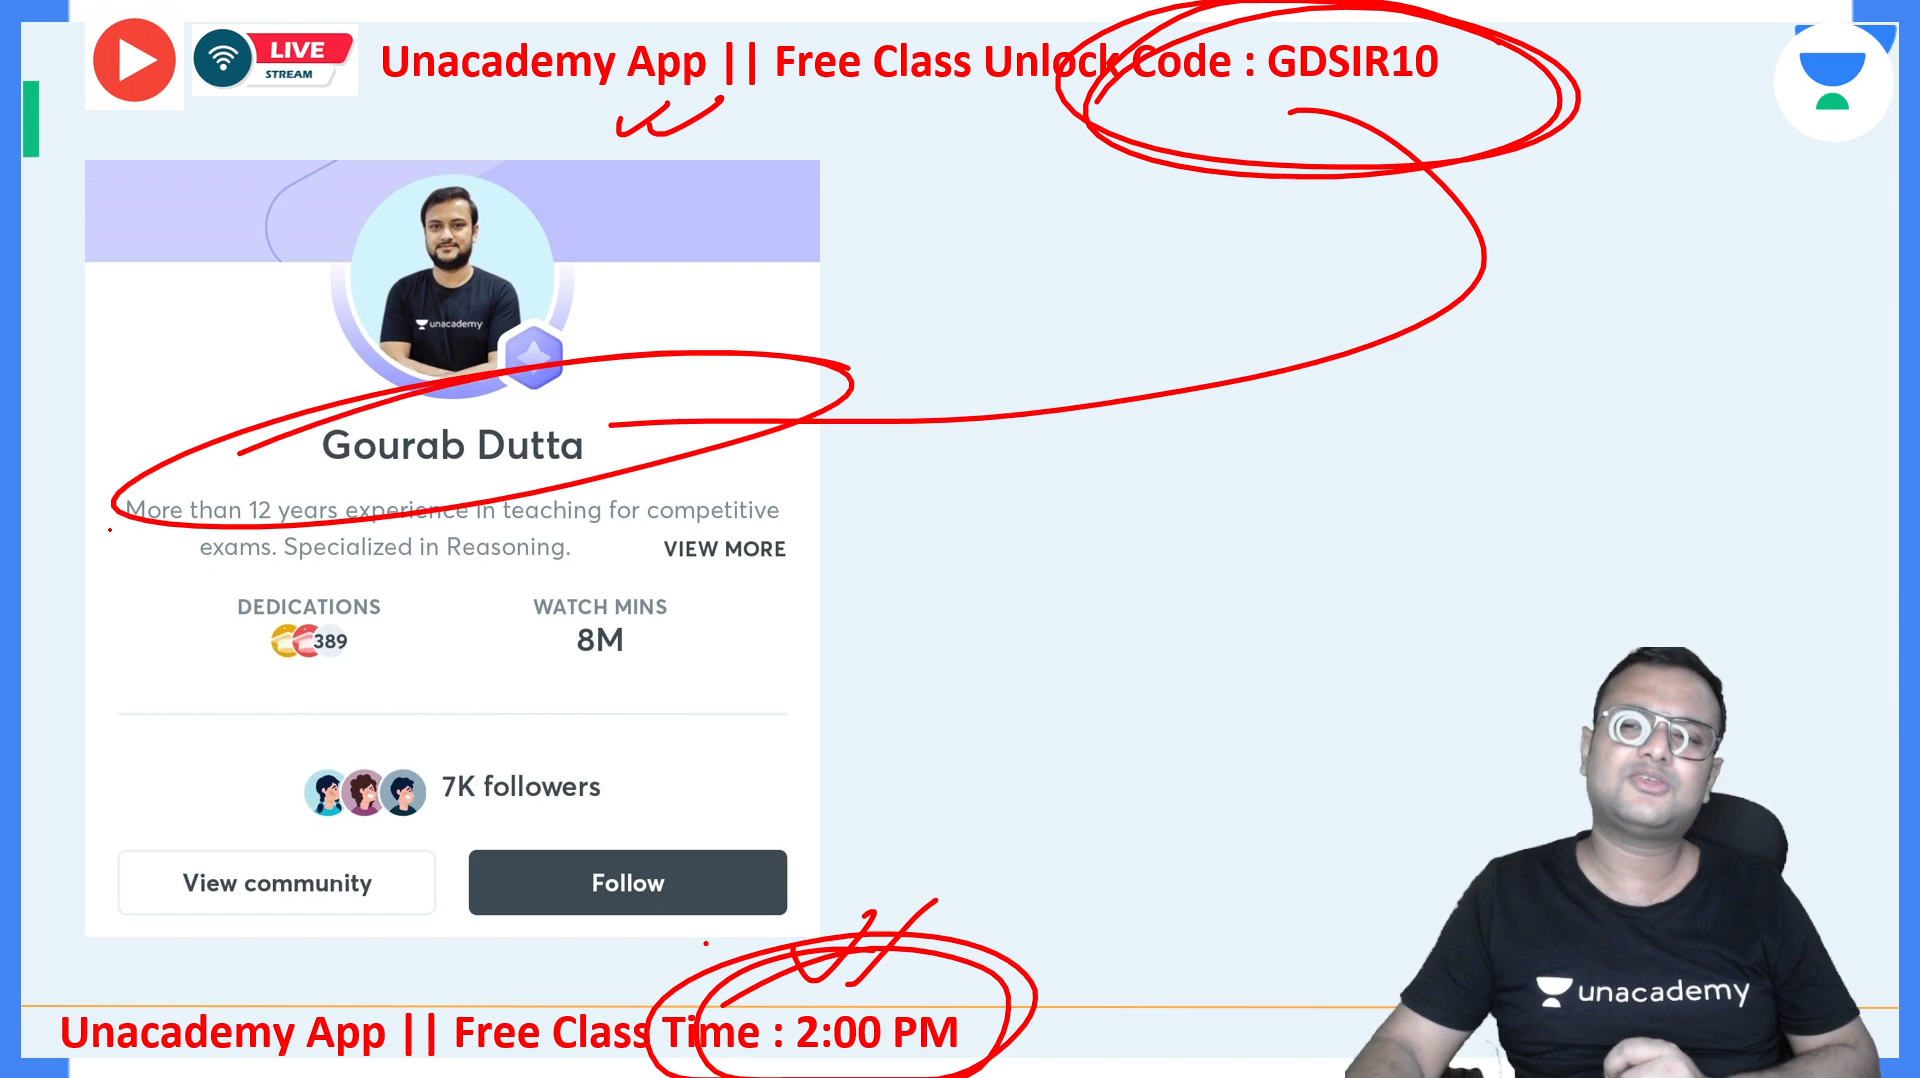 LIVE
STREAM
Unacademy App || Free Class Unlock Code : GDSIR10
unacademy
Gourab Dutta
More than 12 years experience in teaching for competitive
exams. Specialized in Reasoning. VIEW MORE
DEDICATIONS WATCH MINS
389 8M
7K followers
View community Follow
unacademy
Unacademy App || Free Class Time : 2:00 PM